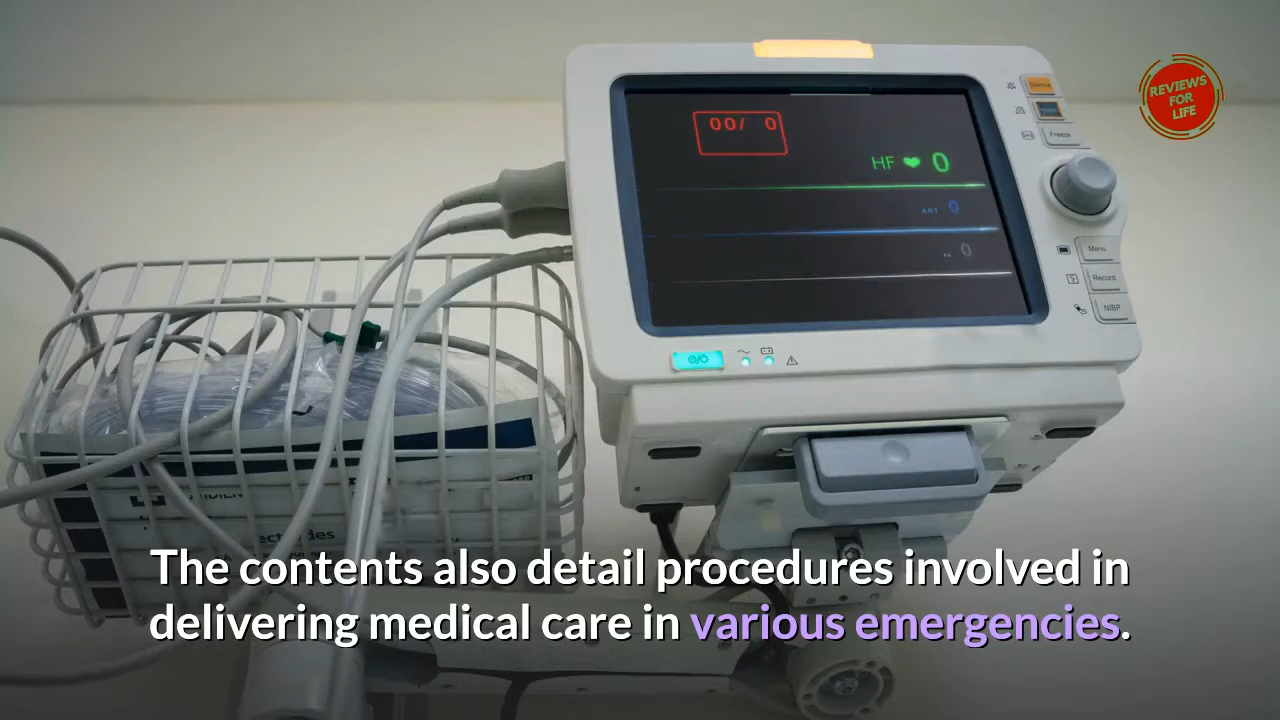 REVIEWS
FOR
LIFE
00/ 0
HF 0
ART 0
0
Freeze
Menu
Record
NIBP
The contents also detail procedures involved in
delivering medical care in various emergencies.